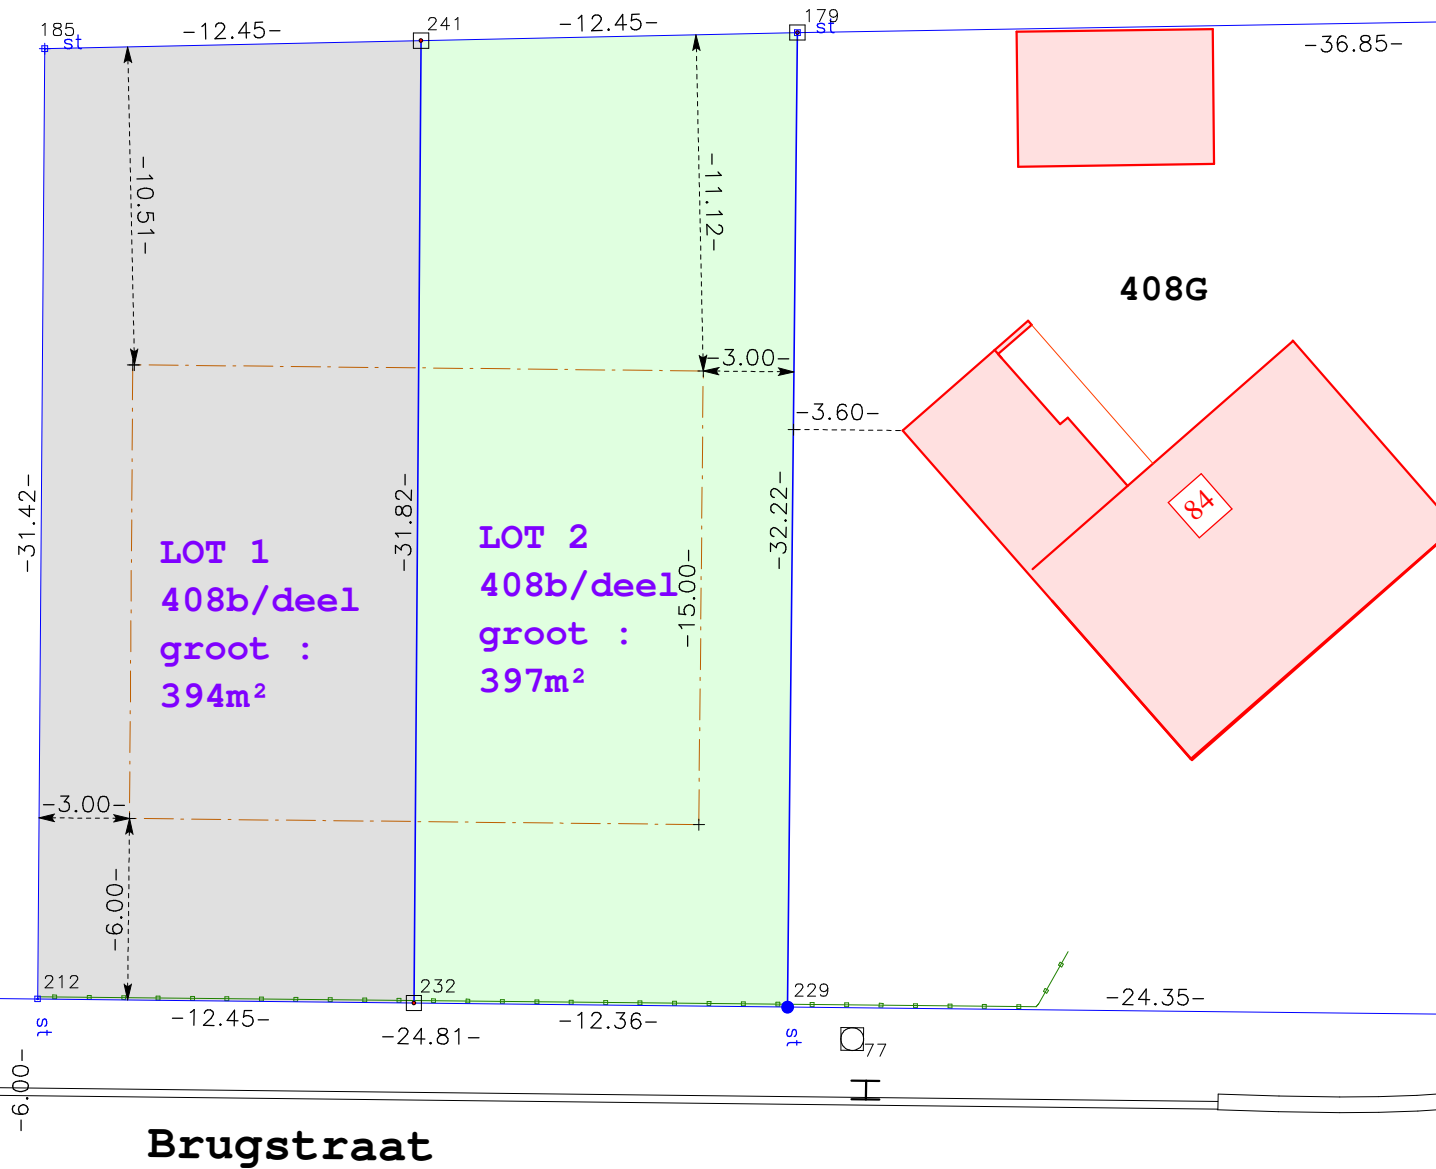 185
st
-12.45-
241
-12.45-
179
st
-36.85-
-10.51-
-11.12-
408G
-3.00-
-3.60-
-31.42-
-31.82-
-32.22-
84
LOT 1
408b/deel
groot :
394m²
LOT 2
408b/deel
groot :
397m²
-15.00-
-3.00-
-6.00-
212
232
229
-24.35-
st
-12.45-
-24.81-
-12.36-
st
77
H
-6.00-
Brugstraat